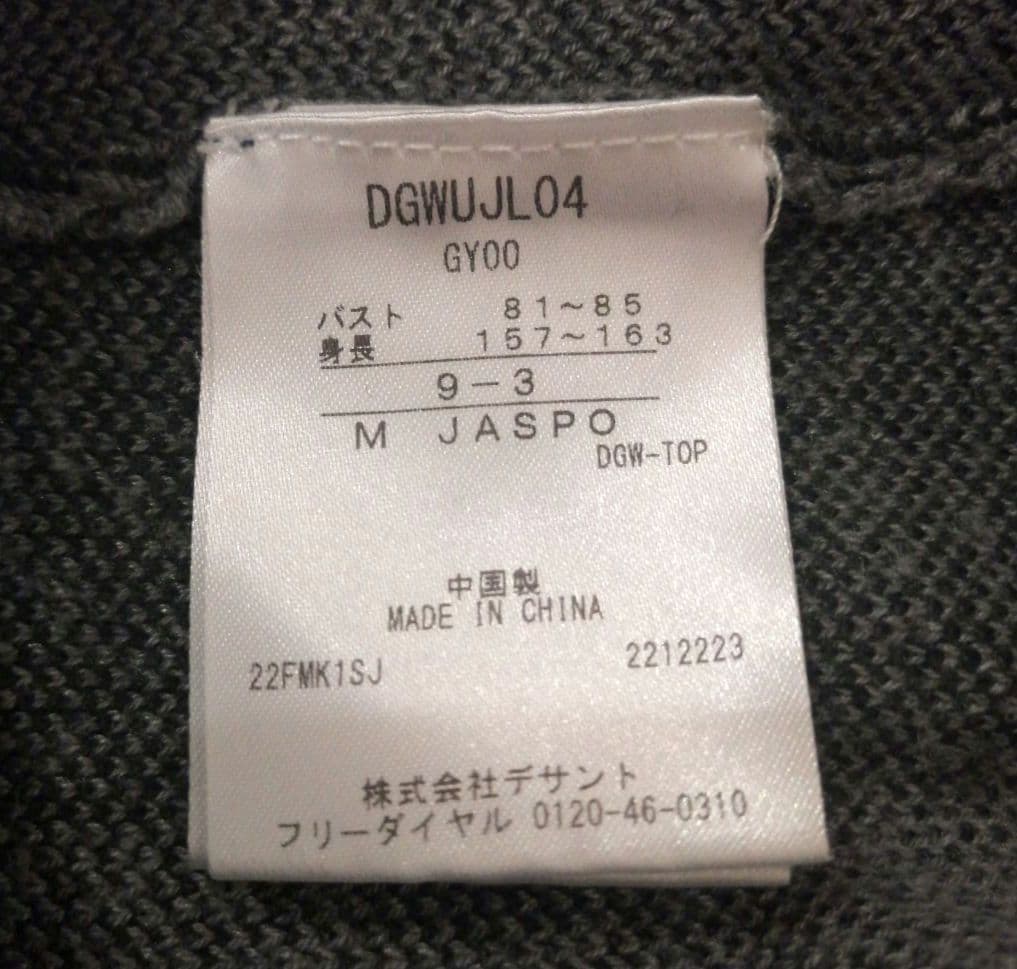 DGWUJL04
GY00
バスト 81～85
身長 157～163
9－3
M JASPO
DGW-TOP
中国製
MADE IN CHINA
22FMK1SJ 2212223
株式会社デサント
フリーダイヤル 0120-46-0310